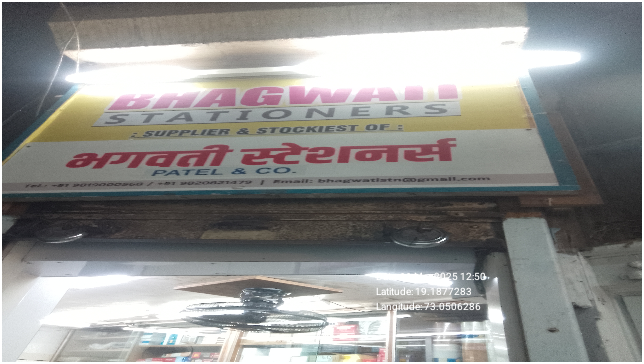 BHAGWATI
STATIONERS
: SUPPLIER & STOCKIEST OF :
भगवती स्टेशनर्स
PATEL & CO.
Email: bhagwatistn@gmail.com
2025 12:50
Latitude:19.1877283
Longitude:73.0506286